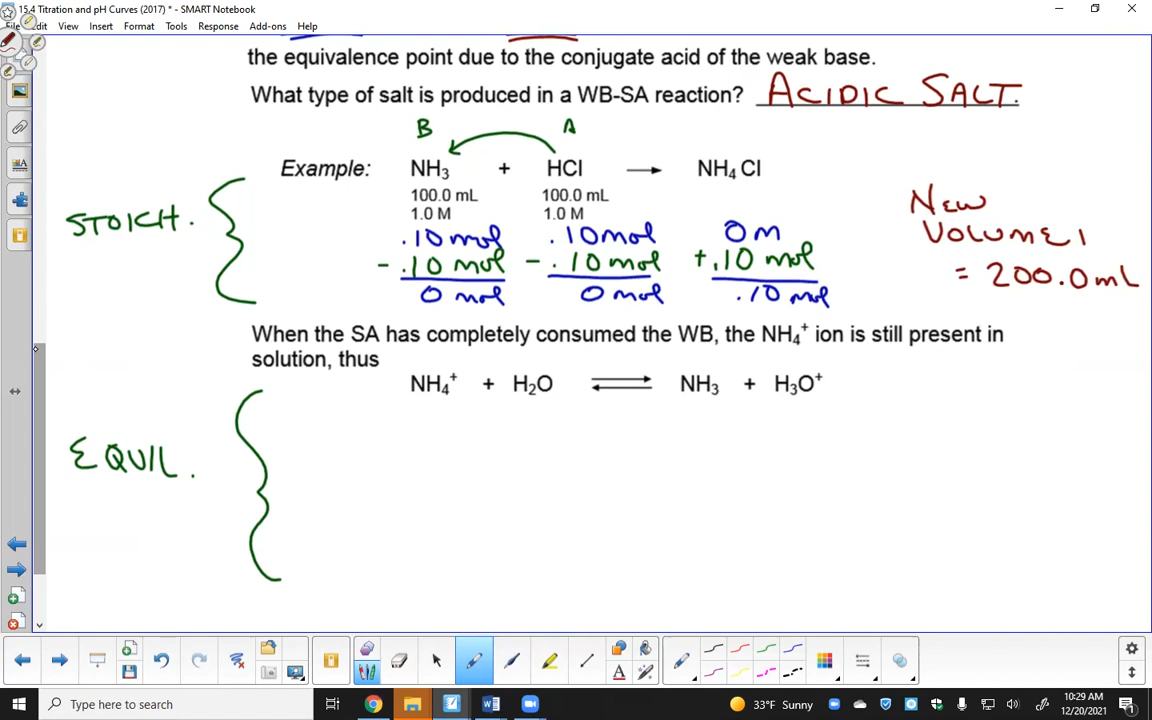 15.4 Titration and pH Curves (2017) * - SMART Notebook
File Edit View Insert Format Tools Response Add-ons Help
the equivalence point due to the conjugate acid of the weak base.
What type of salt is produced in a WB-SA reaction? ACIDIC SALT.
B A
Example: NH₃ + HCl → NH₄Cl
100.0 mL 100.0 mL
1.0 M 1.0 M
STOICH.
.10 mol .10 mol 0 M
- .10 mol - .10 mol + .10 mol
0 mol 0 mol .10 mol
NEW
VOLUME!
= 200.0 mL
When the SA has completely consumed the WB, the NH₄⁺ ion is still present in
solution, thus
NH₄⁺ + H₂O ⇌ NH₃ + H₃O⁺
EQUIL.
Type here to search
33°F Sunny
10:29 AM
12/20/2021